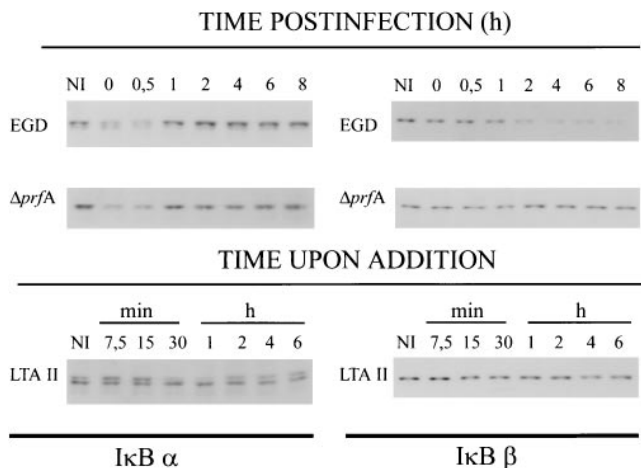 TIME POSTINFECTION (h)
NI 0 0,5 1 2 4 6 8
EGD
ΔprfA
NI 0 0,5 1 2 4 6 8
EGD
ΔprfA
TIME UPON ADDITION
min h
NI 7,5 15 30 1 2 4 6
LTA II
IκB α
min h
NI 7,5 15 30 1 2 4 6
LTA II
IκB β